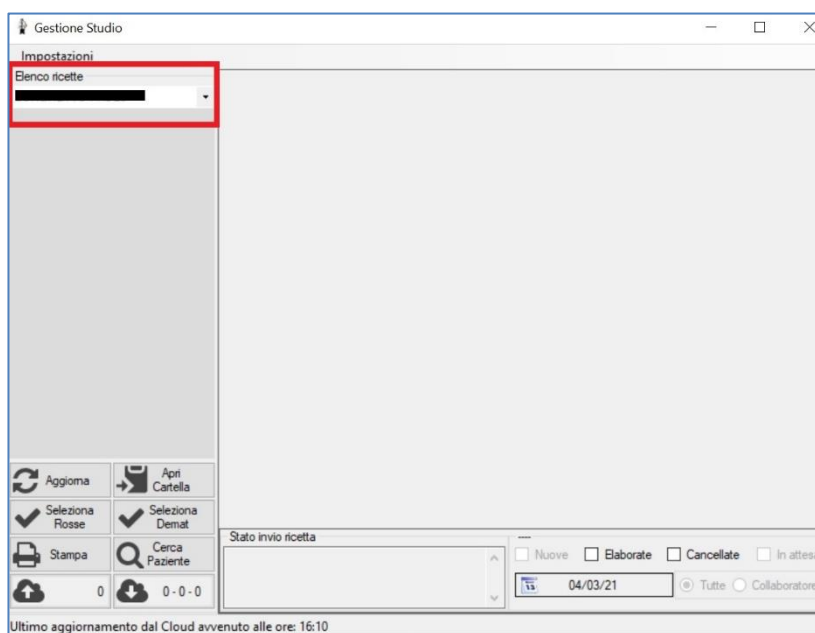 Gestione Studio
Impostazioni
Elenco ricette
Aggiorna
Apri
Cartella
Seleziona
Rosse
Seleziona
Demat
Stampa
Cerca
Paziente
0
0 - 0 - 0
Stato invio ricetta
----
Nuove Elaborate Cancellate In attesa
13 04/03/21 Tutte Collaboratore
Ultimo aggiornamento dal Cloud avvenuto alle ore: 16:10